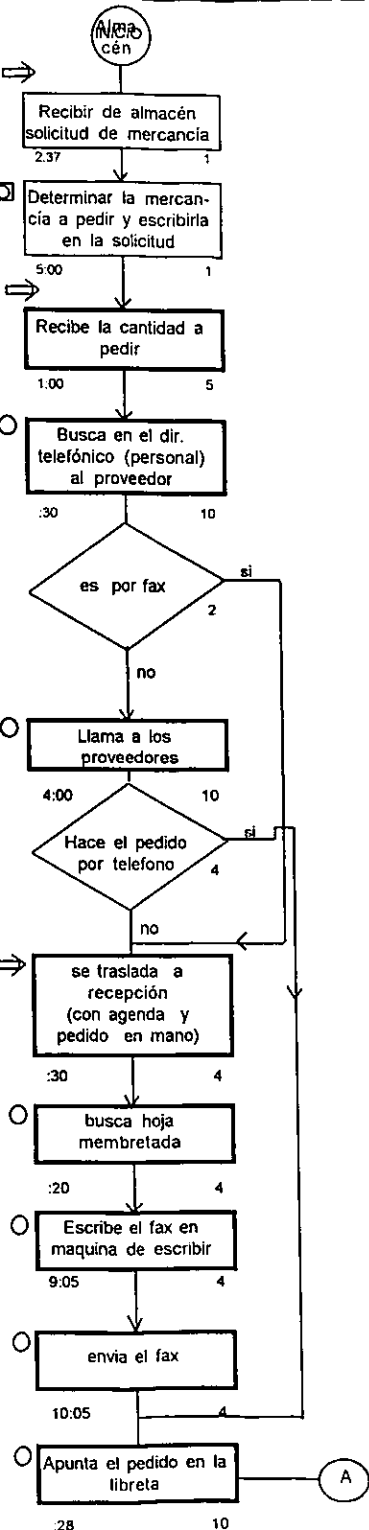 INICIO
Alma-
cén
Recibir de almacén
solicitud de mercancía
2.37 1
Determinar la mercan-
cía a pedir y escribirla
en la solicitud
5:00 1
Recibe la cantidad a
pedir
1:00 5
Busca en el dir.
telefónico (personal)
al proveedor
:30 10
es por fax
si
2
no
Llama a los
proveedores
4:00 10
Hace el pedido
por telefono
si
4
no
se traslada a
recepción
(con agenda y
pedido en mano)
:30 4
busca hoja
membretada
:20 4
Escribe el fax en
maquina de escribir
9:05 4
envia el fax
10:05 4
Apunta el pedido en la
libreta
A
:28 10